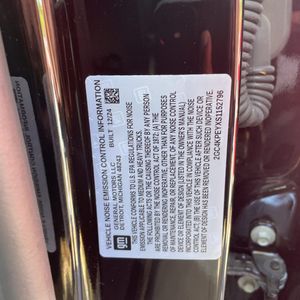 VEHICLE NOISE EMISSION CONTROL INFORMATION
GENERAL MOTORS LLC BUILT 12/24
DETROIT, MICHIGAN 48243
THIS VEHICLE CONFORMS TO U.S. EPA REGULATIONS FOR NOISE
EMISSION APPLICABLE TO MEDIUM AND HEAVY TRUCKS.
THE FOLLOWING ACTS OR THE CAUSING THEREOF BY ANY PERSON
ARE PROHIBITED BY THE NOISE CONTROL ACT OF 1972: (A) THE
REMOVAL OR RENDERING INOPERATIVE, OTHER THAN FOR PURPOSES
OF MAINTENANCE, REPAIR, OR REPLACEMENT, OF ANY NOISE CONTROL
DEVICE OR ELEMENT OF DESIGN (LISTED IN THE OWNER'S MANUAL)
INCORPORATED INTO THIS VEHICLE IN COMPLIANCE WITH THE NOISE CONTROL
ACT; (B) THE USE OF THIS VEHICLE AFTER SUCH DEVICE OR
ELEMENT OF DESIGN HAS BEEN REMOVED OR RENDERED INOPERATIVE.
gm